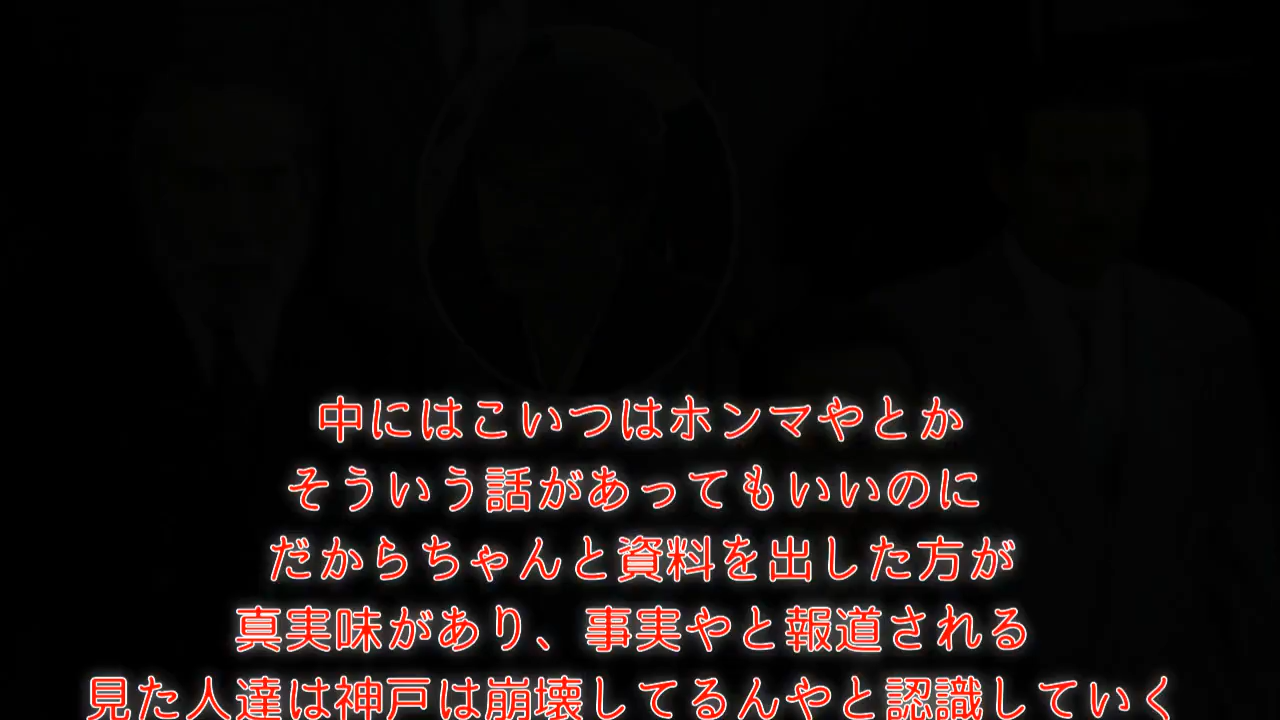 中にはこいつはホンマやとか
そういう話があってもいいのに
だからちゃんと資料を出した方が
真実味があり、事実やと報道される
見た人達は神戸は崩壊してるんやと認識していく